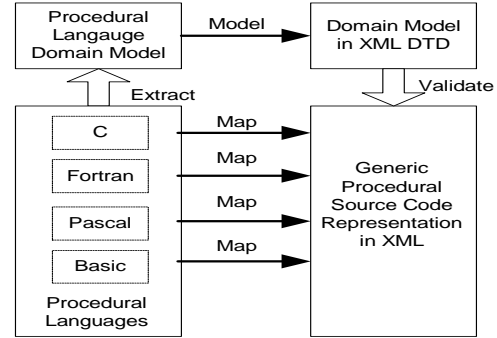 Procedural
Langauge
Domain Model
Model
Domain Model
in XML DTD
Extract
Validate
C
Map
Fortran
Map
Pascal
Map
Basic
Map
Procedural
Languages
Generic
Procedural
Source Code
Representation
in XML